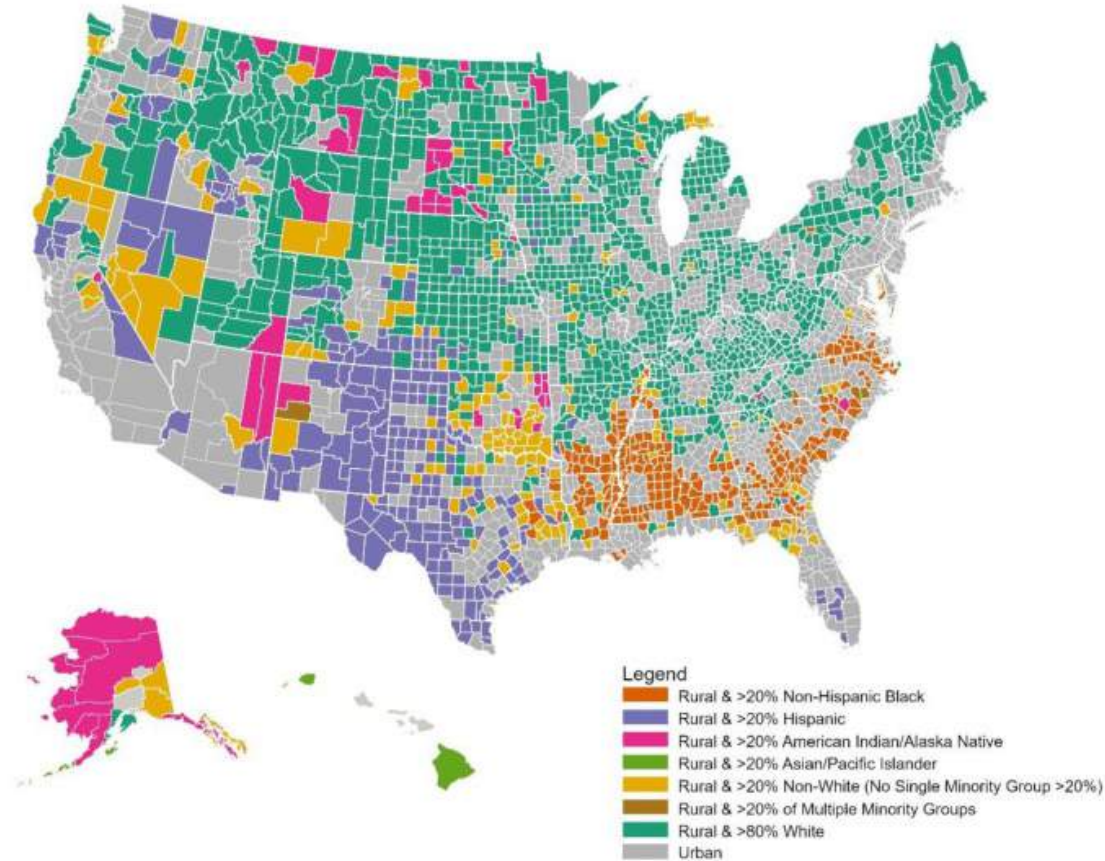 Legend
Rural & >20% Non-Hispanic Black
Rural & >20% Hispanic
Rural & >20% American Indian/Alaska Native
Rural & >20% Asian/Pacific Islander
Rural & >20% Non-White (No Single Minority Group >20%)
Rural & >20% of Multiple Minority Groups
Rural & >80% White
Urban